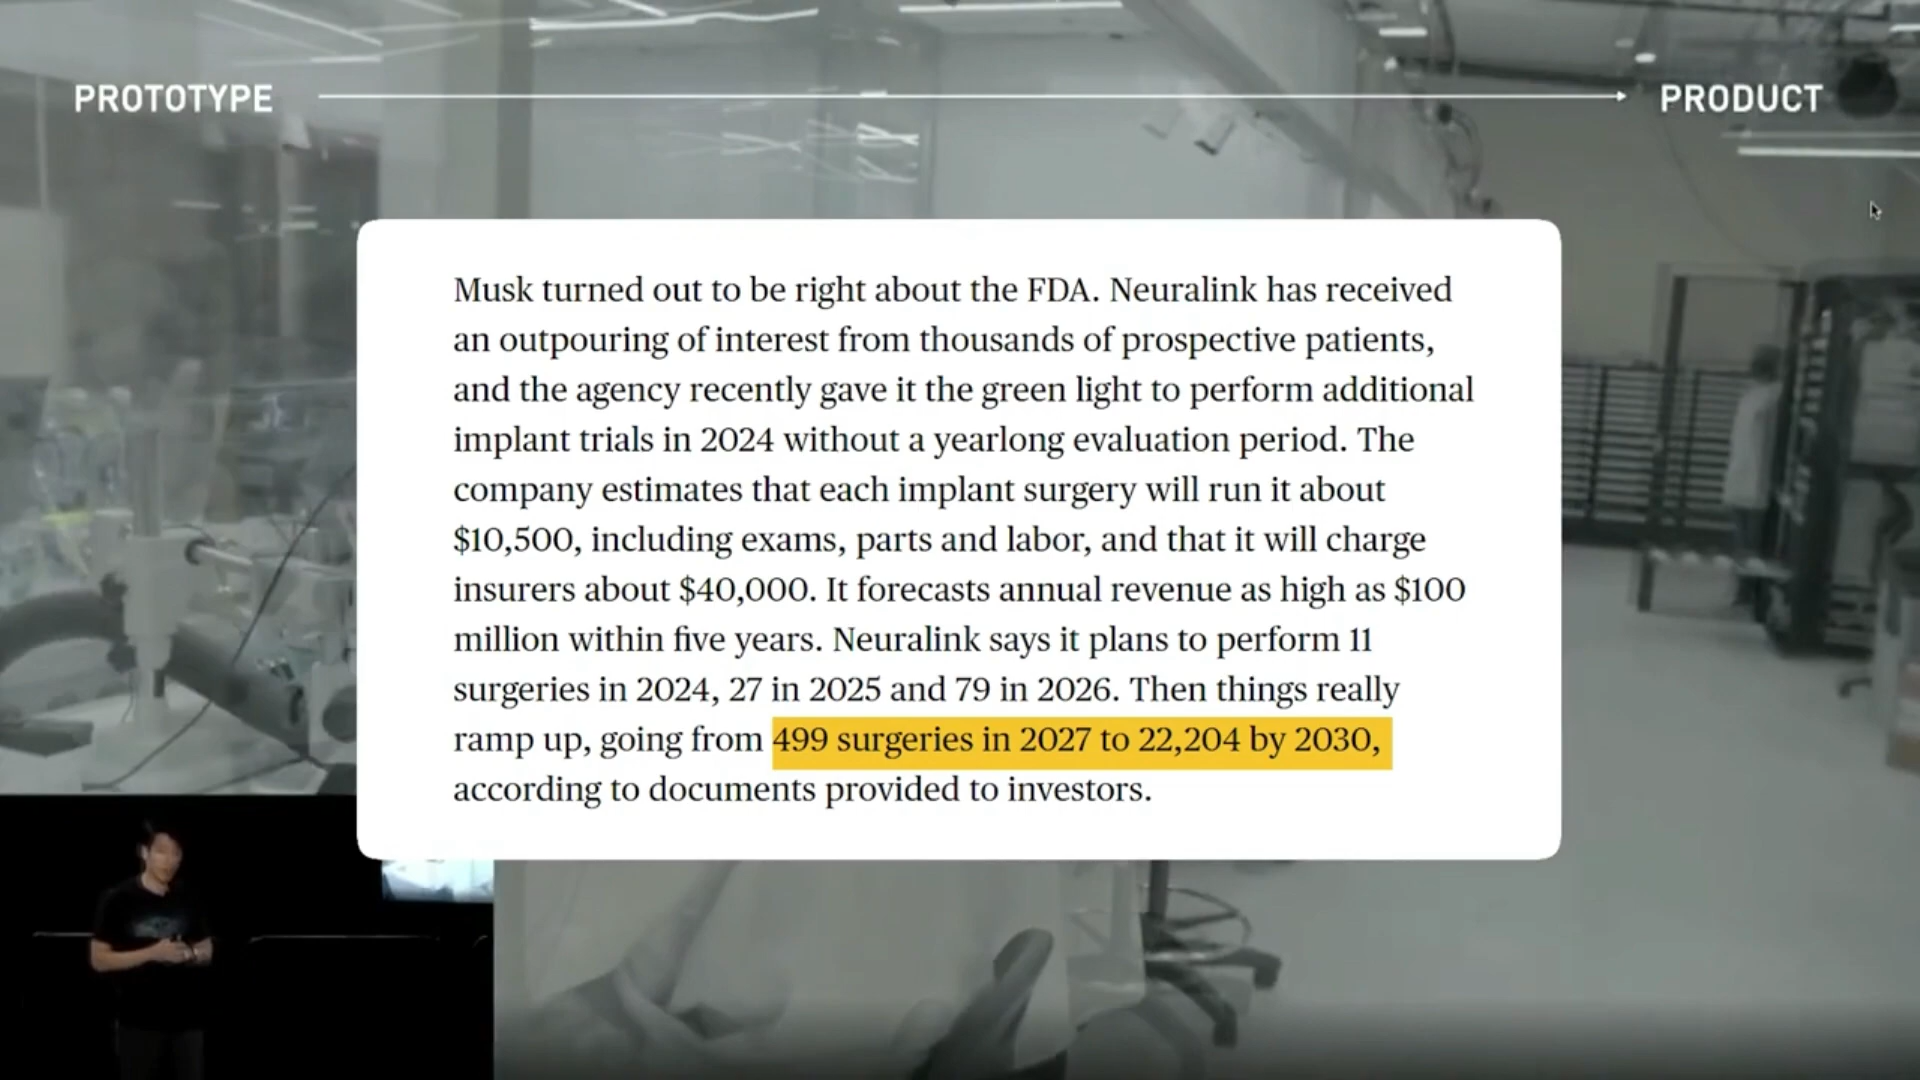 PROTOTYPE
PRODUCT
Musk turned out to be right about the FDA. Neuralink has received
an outpouring of interest from thousands of prospective patients,
and the agency recently gave it the green light to perform additional
implant trials in 2024 without a yearlong evaluation period. The
company estimates that each implant surgery will run it about
$10,500, including exams, parts and labor, and that it will charge
insurers about $40,000. It forecasts annual revenue as high as $100
million within five years. Neuralink says it plans to perform 11
surgeries in 2024, 27 in 2025 and 79 in 2026. Then things really
ramp up, going from 499 surgeries in 2027 to 22,204 by 2030,
according to documents provided to investors.